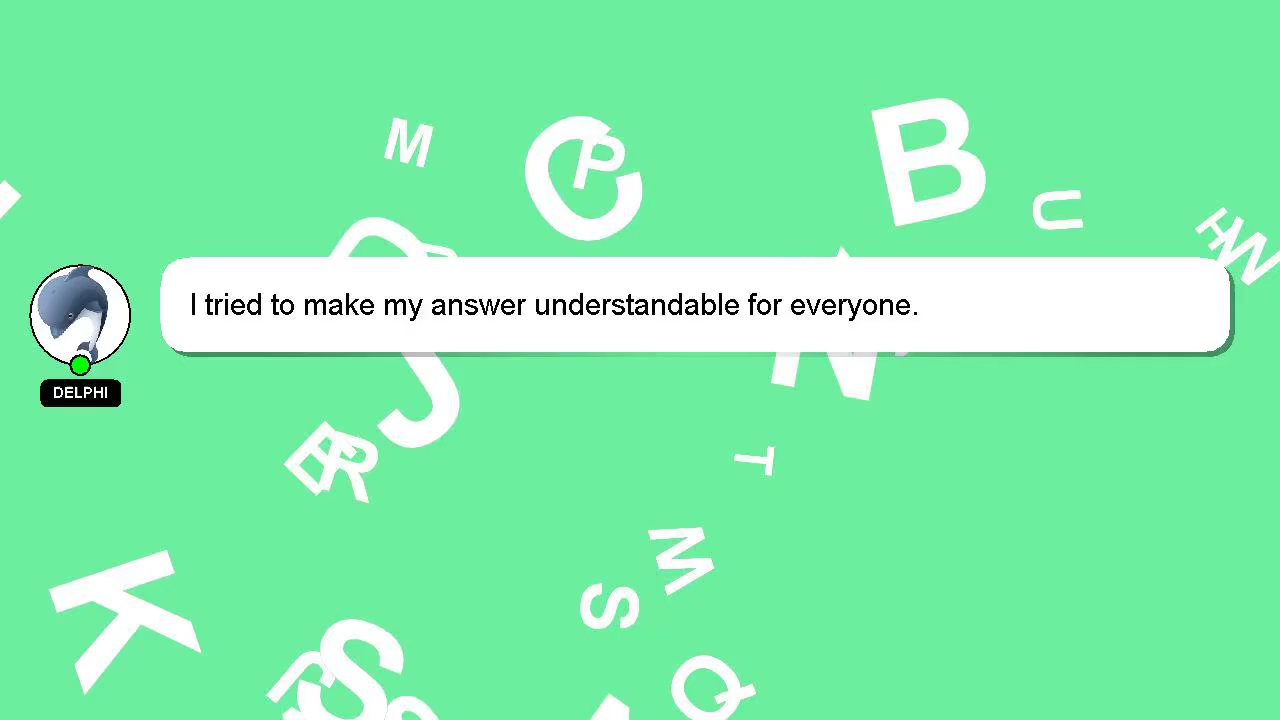 M
C
P
B
U
H
W
I tried to make my answer understandable for everyone.
DELPHI
J
N
R
T
K
M
S
S
Q